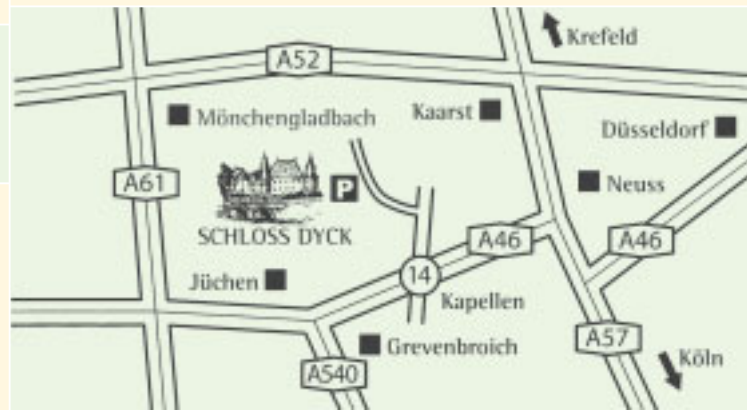 Krefeld
A52
Mönchengladbach
Kaarst
Düsseldorf
A61
P
Neuss
SCHLOSS DYCK
A46
A46
Jüchen
14
Kapellen
A57
Grevenbroich
Köln
A540